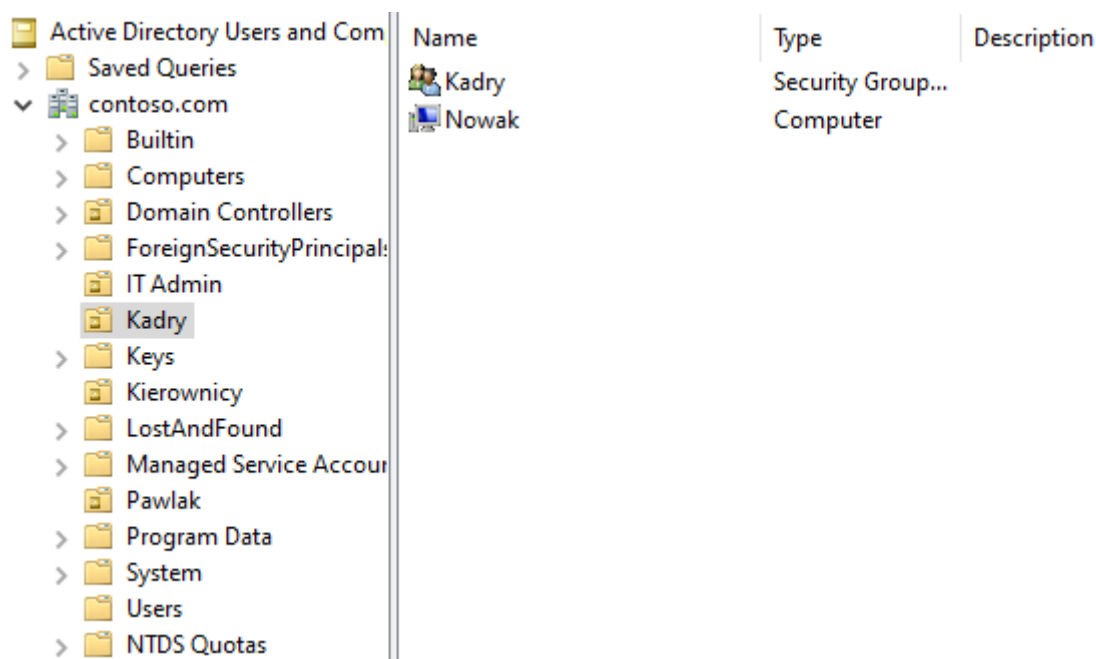 Active Directory Users and Com
Saved Queries
contoso.com
Builtin
Computers
Domain Controllers
ForeignSecurityPrincipals
IT Admin
Kadry
Keys
Kierownicy
LostAndFound
Managed Service Accour
Pawlak
Program Data
System
Users
NTDS Quotas
Name Type Description
Kadry Security Group...
Nowak Computer